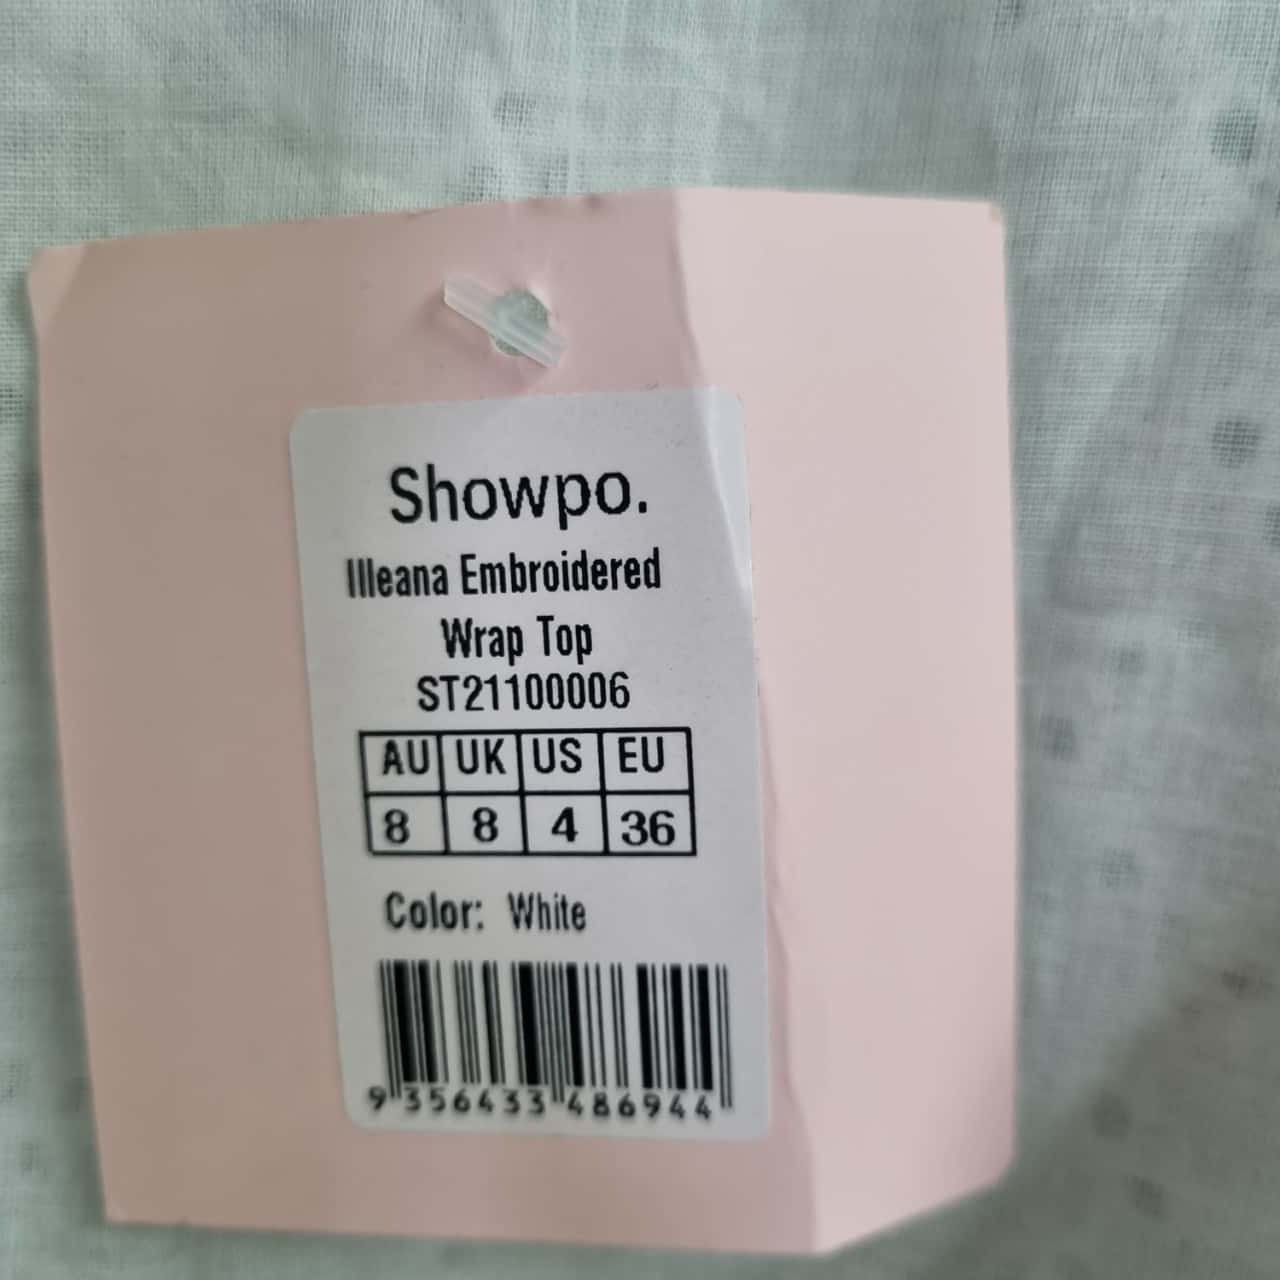 Showpo.
Illeana Embroidered
Wrap Top
ST21100006
AU UK US EU
8 8 4 36
Color: White
9 356433 486944